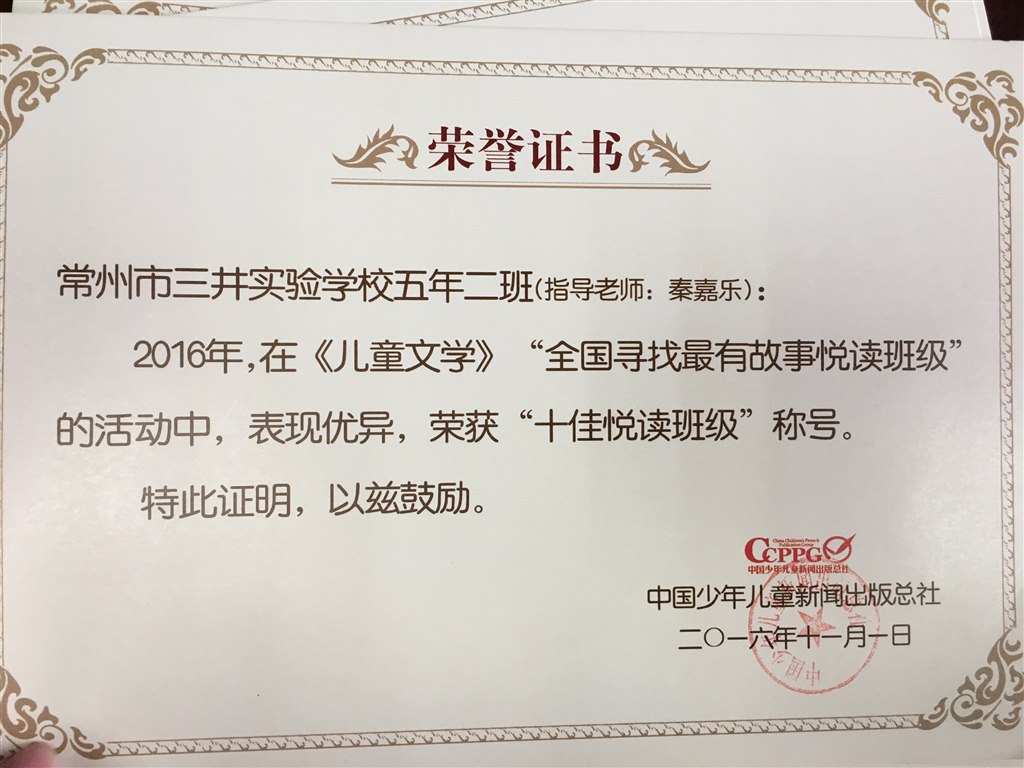 荣誉证书
常州市三井实验学校五年二班(指导老师：秦嘉乐)：
2016年,在《儿童文学》“全国寻找最有故事悦读班级”
的活动中，表现优异，荣获“十佳悦读班级”称号。
特此证明，以兹鼓励。
China Children's Press &
Publication Group
CCPPG
中国少年儿童新闻出版总社
中国少年儿童新闻出版总社
二〇一六年十一月一日